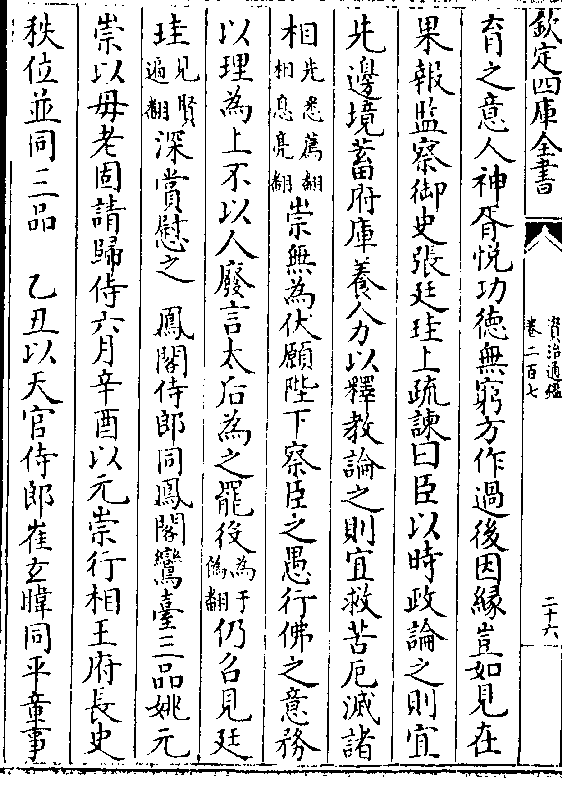 欽定四庫全書
資治通鑑
卷二百七
二十六
育之意人神胥悅功德無窮方作過後因緣豈如見在
果報監察御史張廷珪上疏諫曰臣以時政論之則宜
先邊境蓄府庫養人力以釋教論之則宜救苦厄滅諸
相先悉薦翻相息亮翻崇無為伏願陛下察臣之愚行佛之意務
以理為上不以人廢言太后為之罷役為于偽翻仍召見廷
珪見賢遍翻深賞慰之 鳳閣侍郎同鳳閣鸞臺三品姚元
崇以母老固請歸侍六月辛酉以元崇行相王府長史
秩位並同三品 乙丑以天官侍郎崔玄暐同平章事